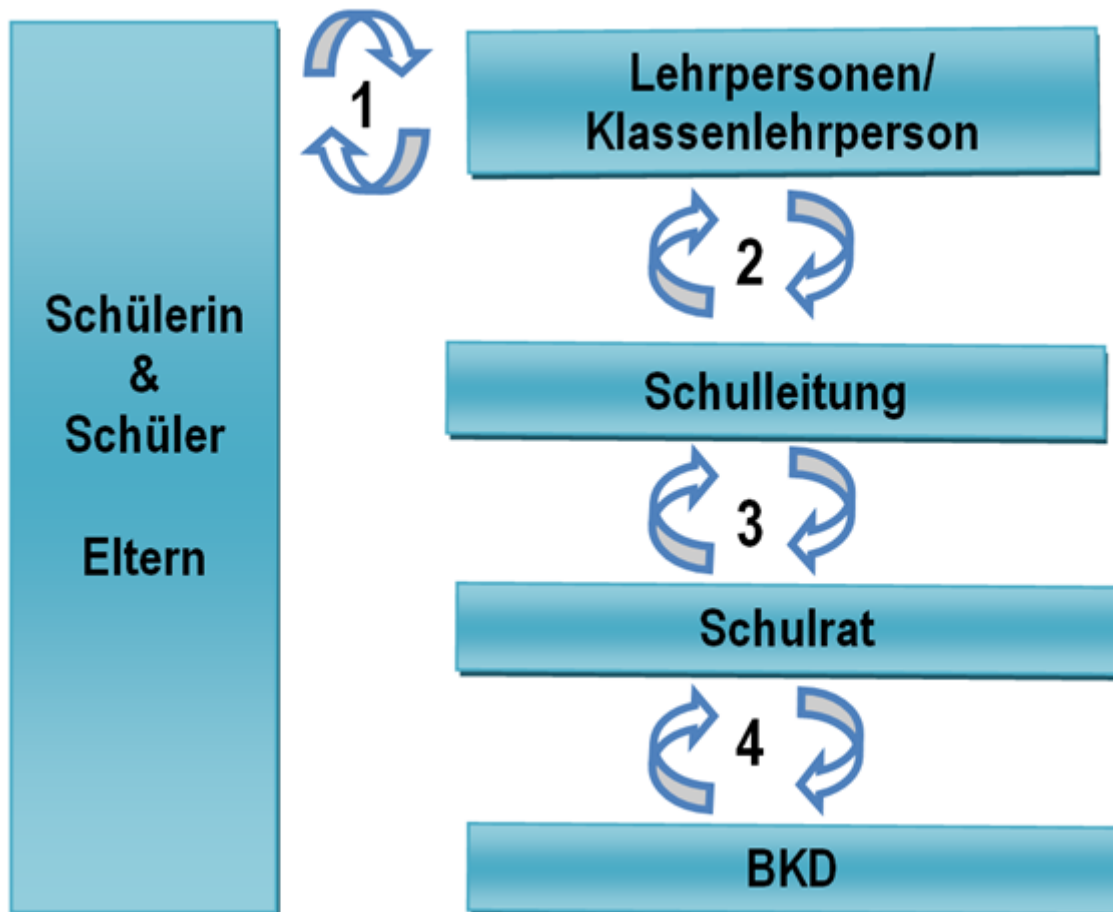 Schülerin
&
Schüler
Eltern
1
Lehrpersonen/
Klassenlehrperson
2
Schulleitung
3
Schulrat
4
BKD